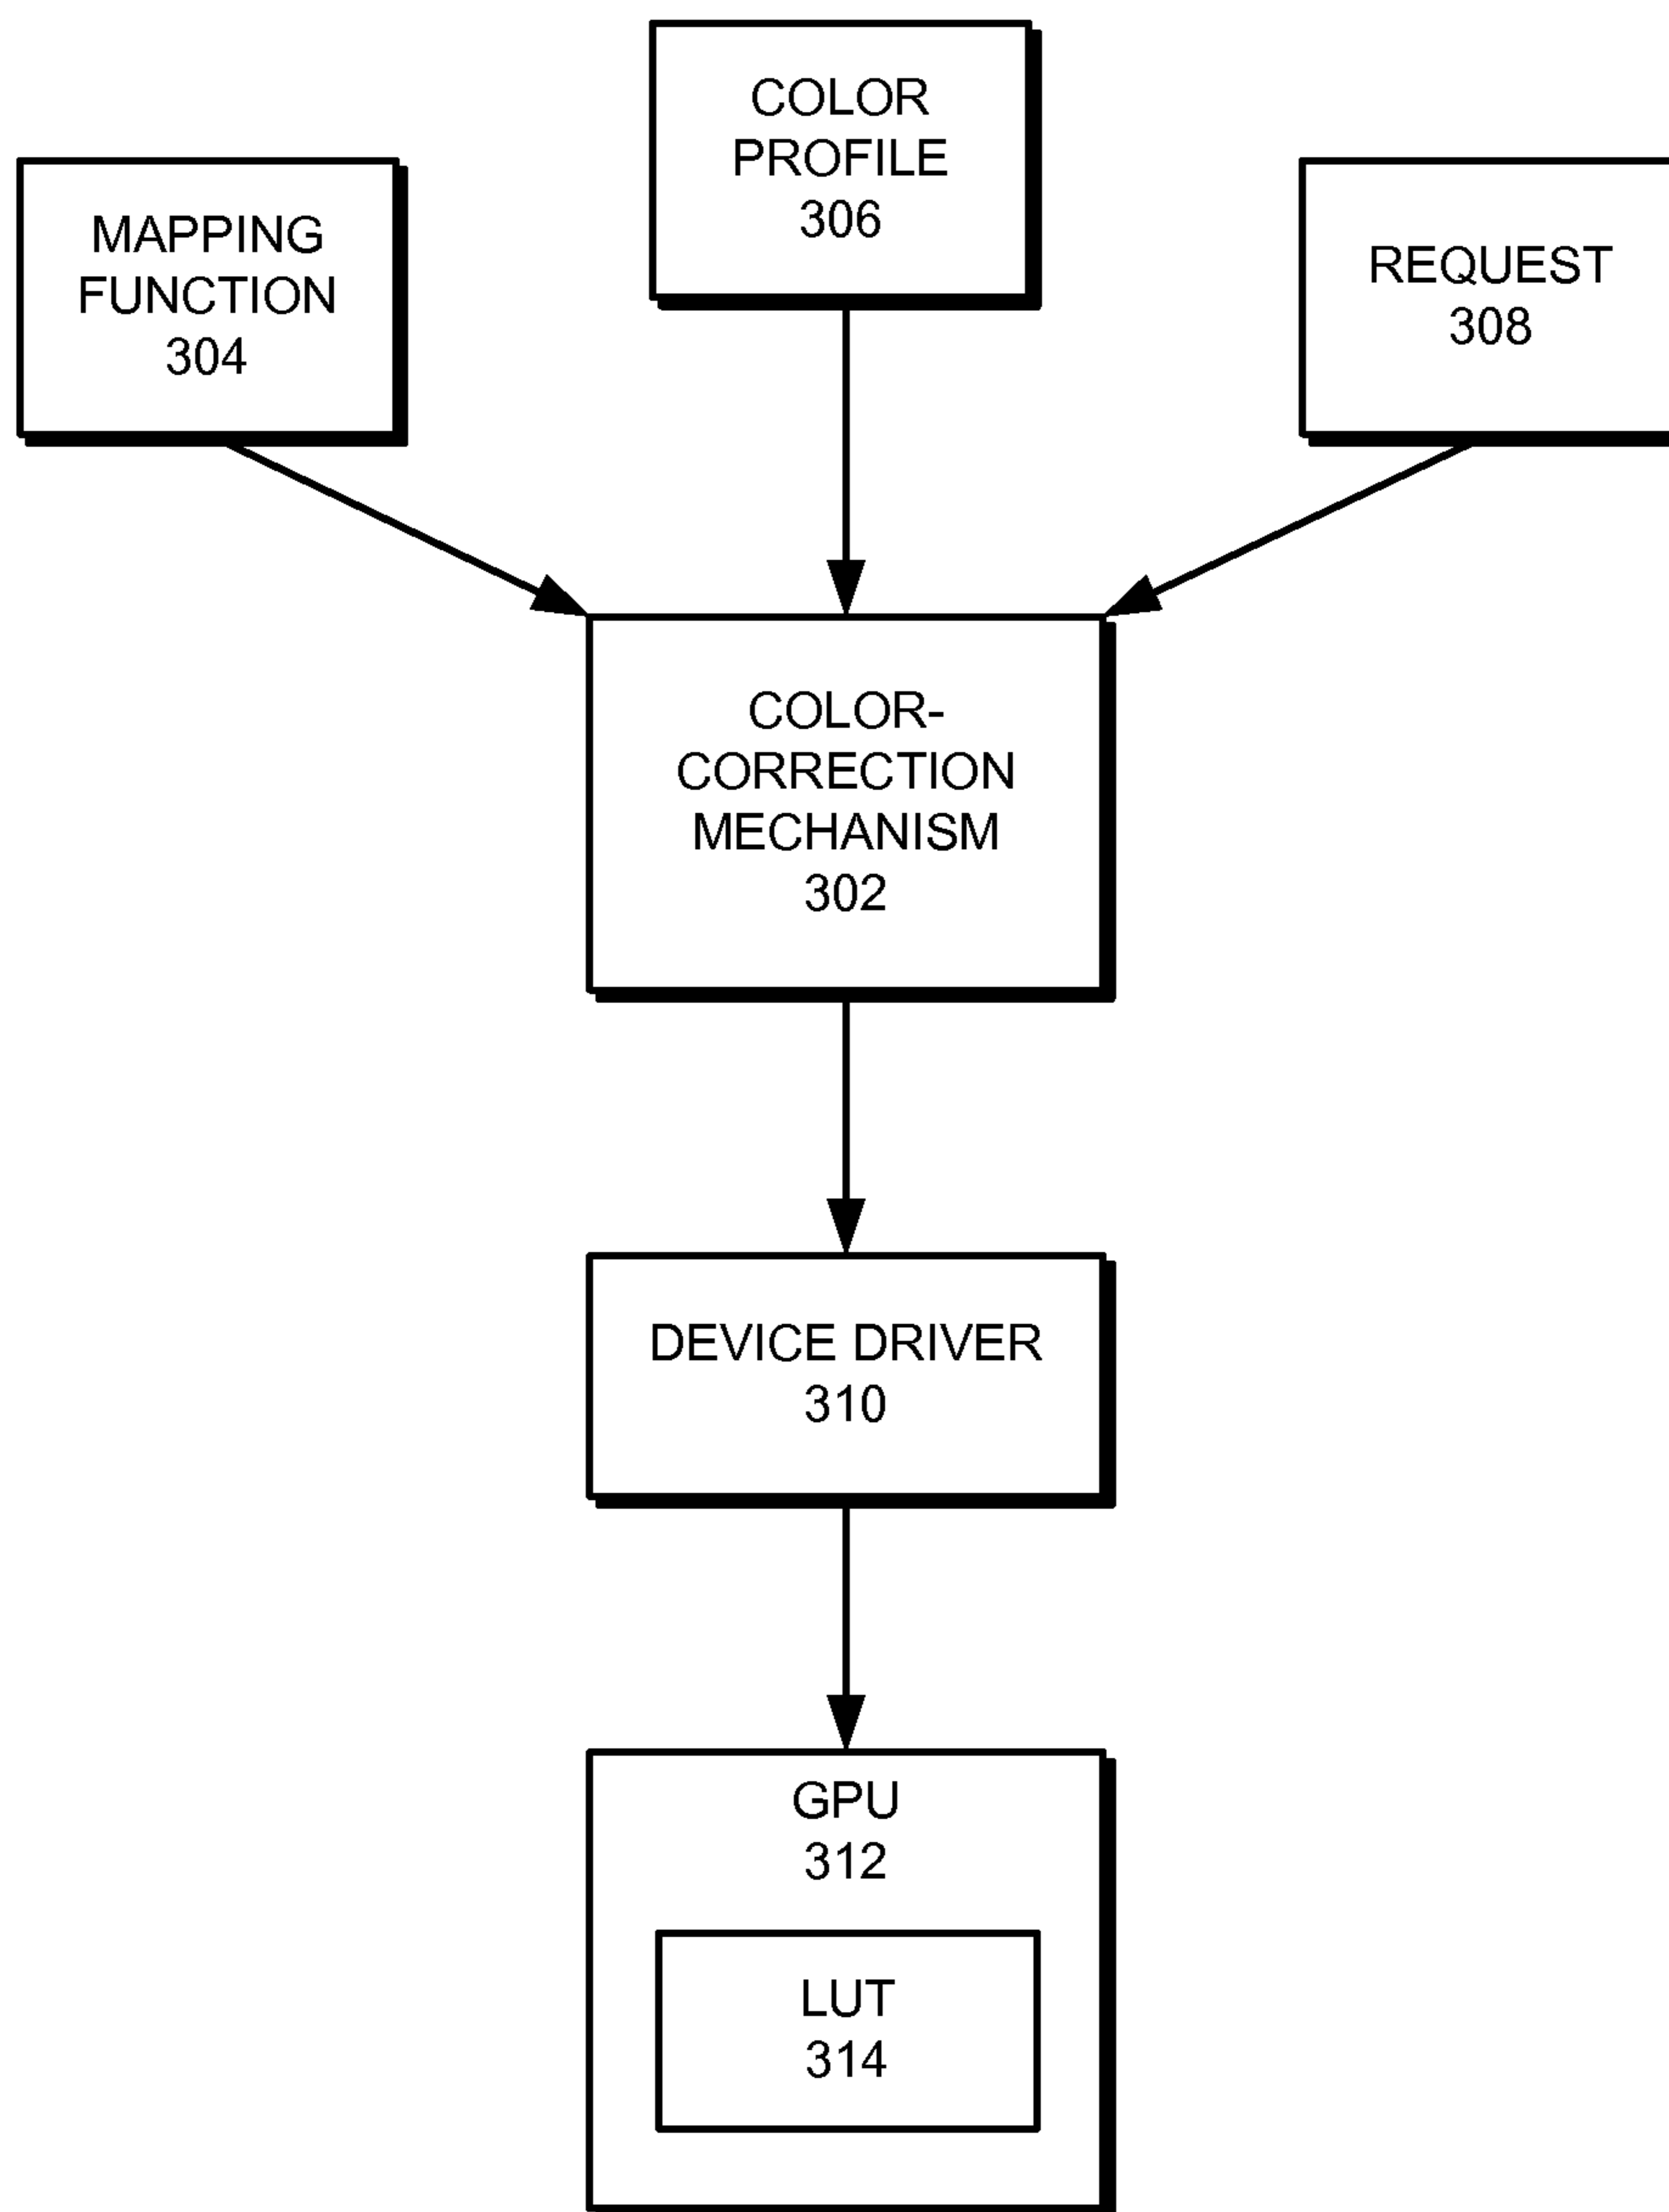 COLOR
PROFILE
306
MAPPING
FUNCTION
304
REQUEST
308
COLOR-
CORRECTION
MECHANISM
302
DEVICE DRIVER
310
GPU
312
LUT
314